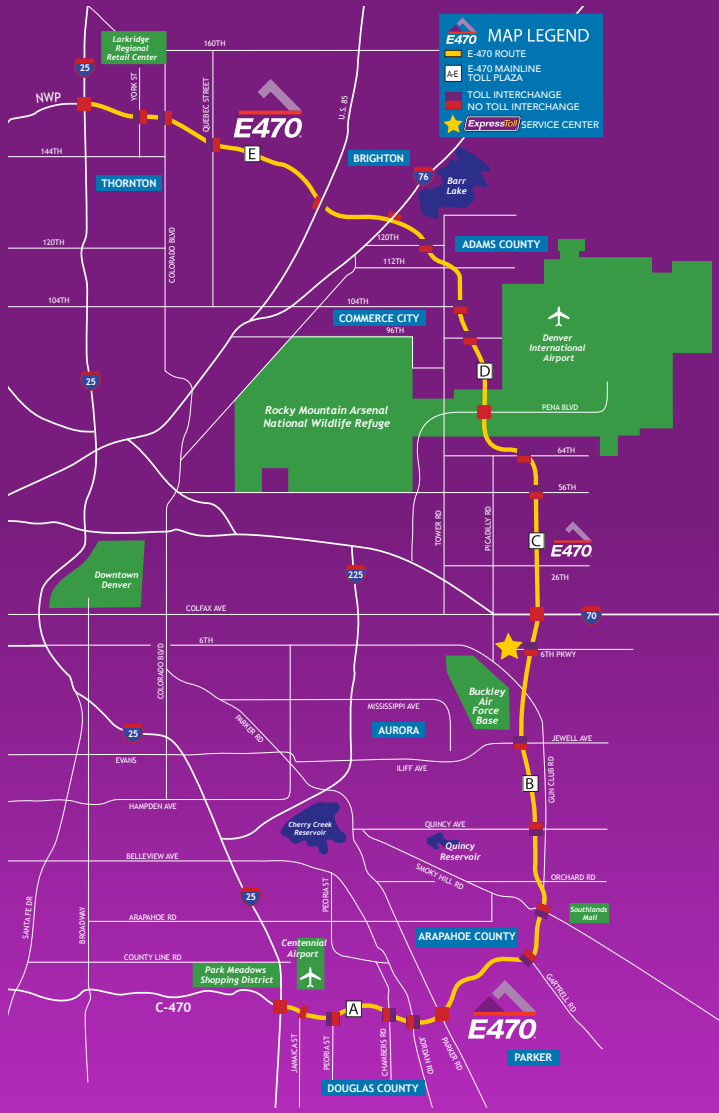 E470
MAP LEGEND
E-470 ROUTE
A-E
E-470 MAINLINE
TOLL PLAZA
TOLL INTERCHANGE
NO TOLL INTERCHANGE
ExpressToll SERVICE CENTER
Larkridge
Regional
Retail Center
160TH
25
YORK ST
QUEBEC STREET
U.S. 85
NWP
E470
144TH
E
BRIGHTON
76
Barr
Lake
THORNTON
120TH
COLORADO BLVD
120TH
ADAMS COUNTY
112TH
104TH
104TH
COMMERCE CITY
96TH
Denver
International
Airport
25
D
Rocky Mountain Arsenal
National Wildlife Refuge
PENA BLVD
64TH
56TH
TOWER RD
PICADILLY RD
C
E470
Downtown
Denver
225
26TH
COLFAX AVE
70
6TH
6TH PKWY
COLORADO BLVD
Buckley
Air
Force
Base
MISSISSIPPI AVE
PARKER RD
25
AURORA
JEWELL AVE
EVANS
ILIFF AVE
GUN CLUB RD
B
HAMPDEN AVE
Cherry Creek
Reservoir
QUINCY AVE
Quincy
Reservoir
BELLEVIEW AVE
SMOKY HILL RD
ORCHARD RD
25
PEORIA ST
SANTA FE DR
BROADWAY
ARAPAHOE RD
Southlands
Mall
ARAPAHOE COUNTY
Centennial
Airport
COUNTY LINE RD
Park Meadows
Shopping District
GARTRELL RD
C-470
A
E470
JAMAICA ST
PEORIA ST
CHAMBERS RD
JORDAN RD
PARKER RD
PARKER
DOUGLAS COUNTY